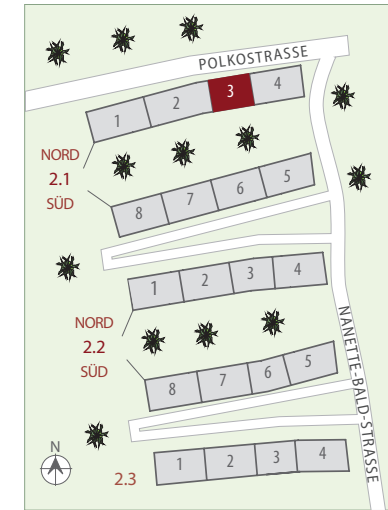 POLKOSTRASSE
1 2 3 4
NORD
2.1
SÜD
8 7 6 5
1 2 3 4
NORD
2.2
SÜD
8 7 6 5
NANETTE-BALD-STRASSE
N
2.3
1 2 3 4